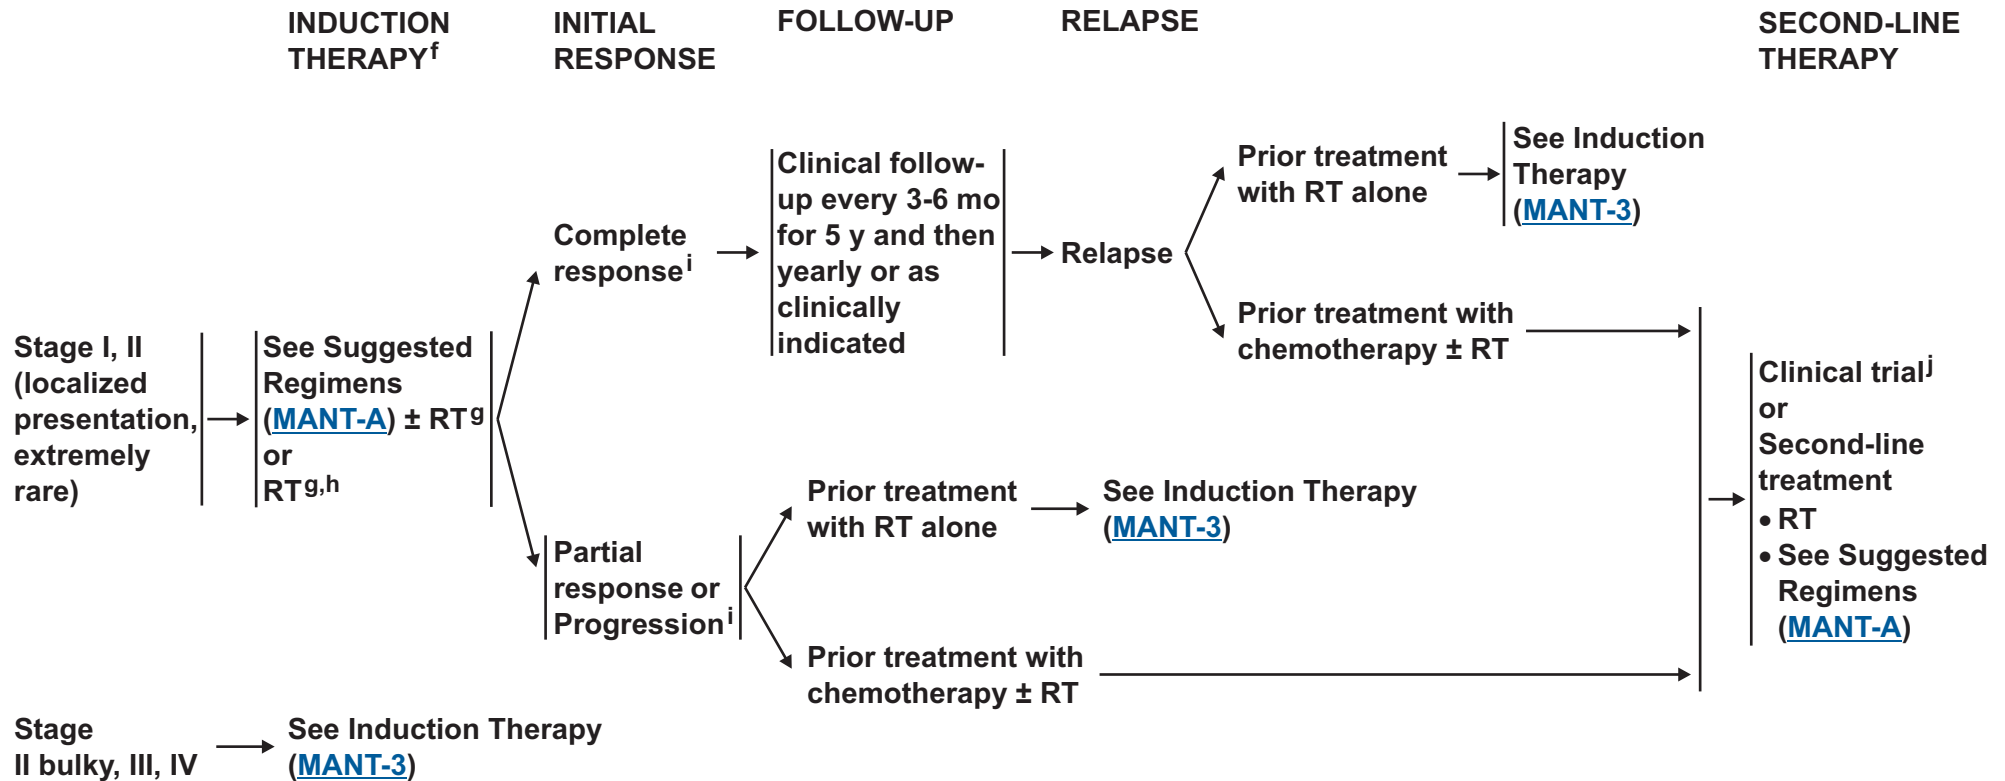 INDUCTION
THERAPYf
INITIAL
RESPONSE
FOLLOW-UP
RELAPSE
SECOND-LINE
THERAPY
Stage I, II
(localized
presentation,
extremely
rare)
See Suggested
Regimens
(MANT-A) ± RTg
or
RTg,h
Complete
responsei
Clinical follow-
up every 3-6 mo
for 5 y and then
yearly or as
clinically
indicated
Relapse
Prior treatment
with RT alone
See Induction
Therapy
(MANT-3)
Prior treatment with
chemotherapy ± RT
Partial
response or
Progressioni
Prior treatment
with RT alone
See Induction Therapy
(MANT-3)
Prior treatment with
chemotherapy ± RT
Clinical trialj
or
Second-line
treatment
• RT
• See Suggested
Regimens
(MANT-A)
Stage
II bulky, III, IV
See Induction Therapy
(MANT-3)